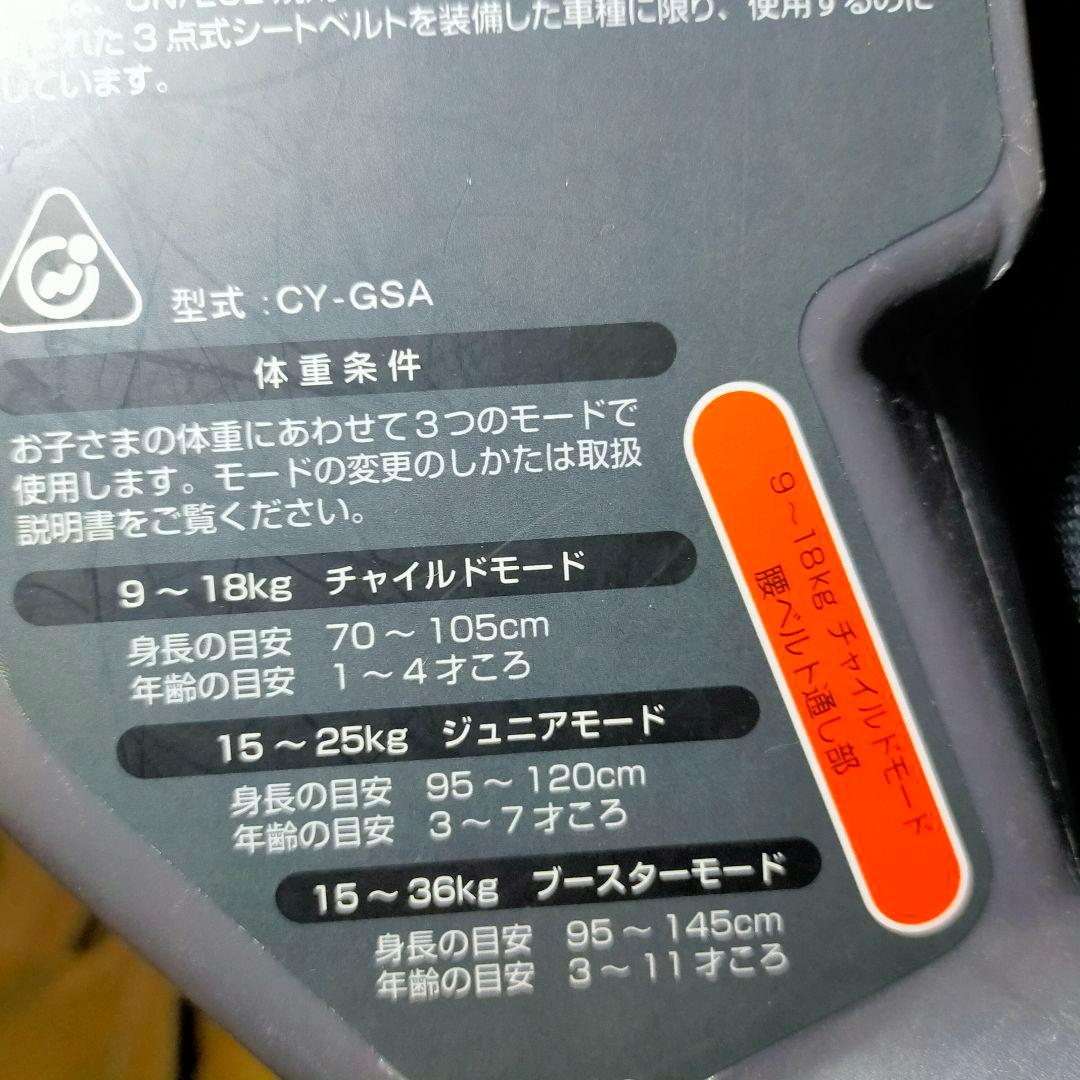 された3点式シートベルトを装備した車種に限り、使用するのに
しています。
型式:CY-GSA
体重条件
お子さまの体重にあわせて3つのモードで
使用します。モードの変更のしかたは取扱
説明書をご覧ください。
9～18kg チャイルドモード
身長の目安 70～105cm
年齢の目安 1～4才ころ
15～25kg ジュニアモード
身長の目安 95～120cm
年齢の目安 3～7才ころ
15～36kg ブースターモード
身長の目安 95～145cm
年齢の目安 3～11才ころ
9～18kg チャイルドモード
腰ベルト通し部